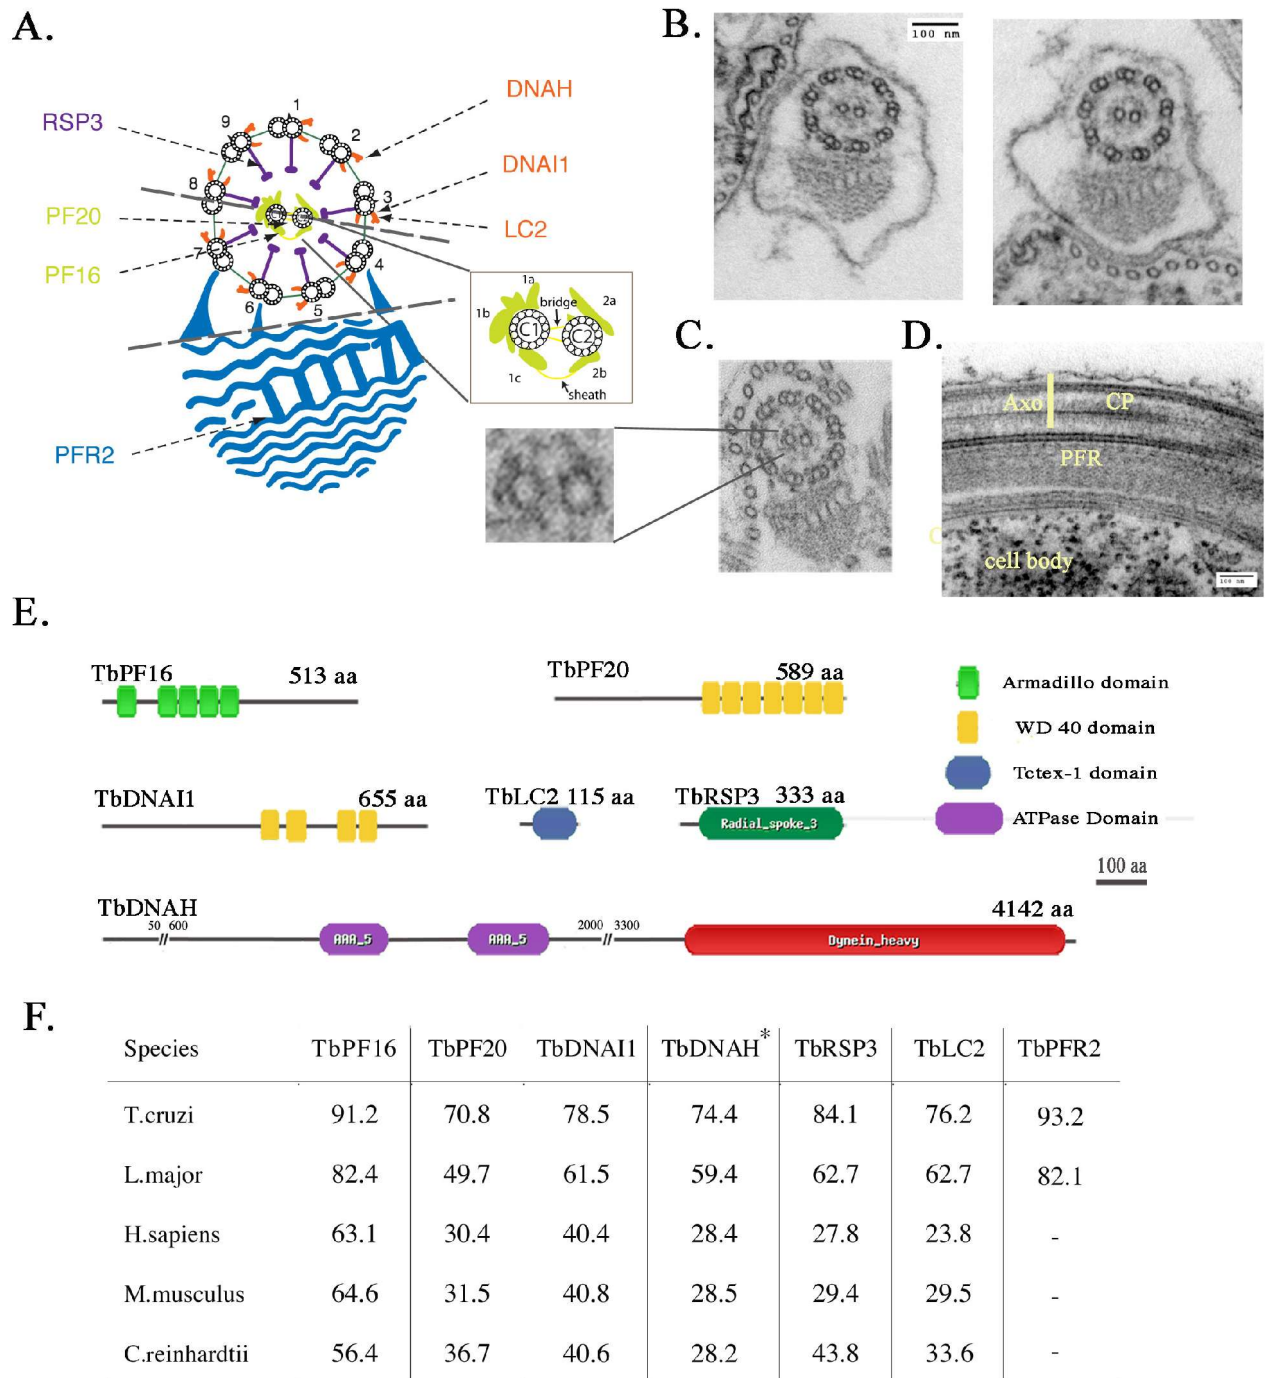 A.
RSP3
PF20
PF16
PFR2
DNAH
DNAI1
LC2
1
2
3
4
5
6
7
8
9
1a
1b
1c
2a
2b
bridge
C1
C2
sheath
B.
100 nm
C.
D.
Axo
CP
PFR
C
cell body
100 nm
E.
TbPF16
513 aa
TbPF20
589 aa
Armadillo domain
WD 40 domain
Tctex-1 domain
ATPase Domain
TbDNAI1
655 aa
TbLC2 115 aa
TbRSP3 333 aa
Radial_spoke_3
100 aa
TbDNAH
4142 aa
50 // 600
AAA_5
AAA_5
2000 // 3300
Dynein_heavy
F.
Species TbPF16 TbPF20 TbDNAI1 TbDNAH* TbRSP3 TbLC2 TbPFR2
T.cruzi 91.2 70.8 78.5 74.4 84.1 76.2 93.2
L.major 82.4 49.7 61.5 59.4 62.7 62.7 82.1
H.sapiens 63.1 30.4 40.4 28.4 27.8 23.8 -
M.musculus 64.6 31.5 40.8 28.5 29.4 29.5 -
C.reinhardtii 56.4 36.7 40.6 28.2 43.8 33.6 -